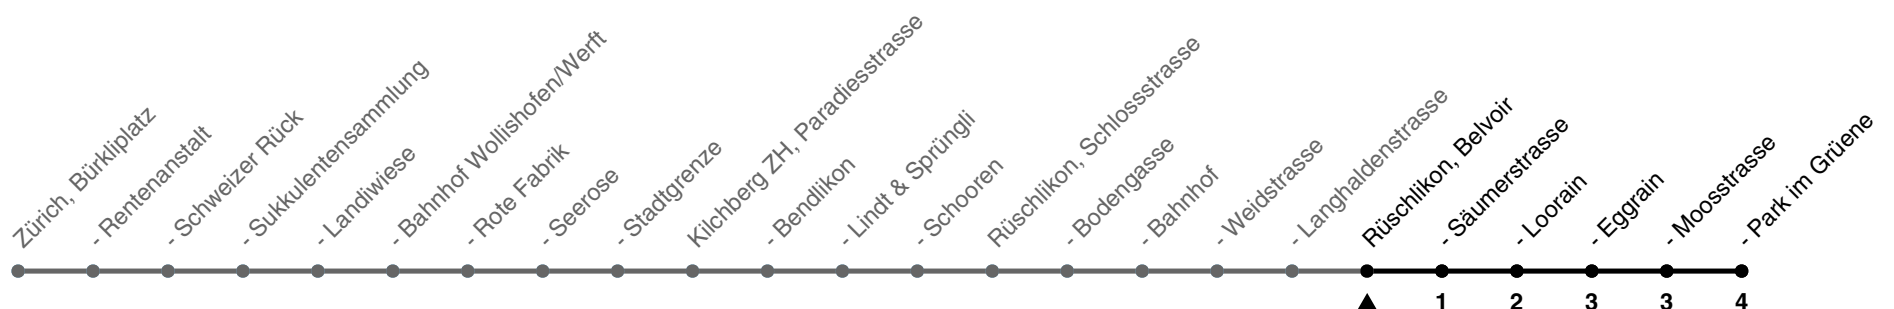 Zürich, Bürkliplatz
- Rentenanstalt
- Schweizer Rück
- Sukkulentensammlung
- Landiwiese
- Bahnhof Wollishofen/Werft
- Rote Fabrik
- Seerose
- Stadtgrenze
Kilchberg ZH, Paradiesstrasse
- Bendlikon
- Lindt & Sprüngli
- Schooren
Rüschlikon, Schlossstrasse
- Bodengasse
- Bahnhof
- Weidstrasse
- Langhaldenstrasse
Rüschlikon, Belvoir
- Säumerstrasse
- Loorain
- Eggrain
- Moosstrasse
- Park im Grüene
1 2 3 3 4